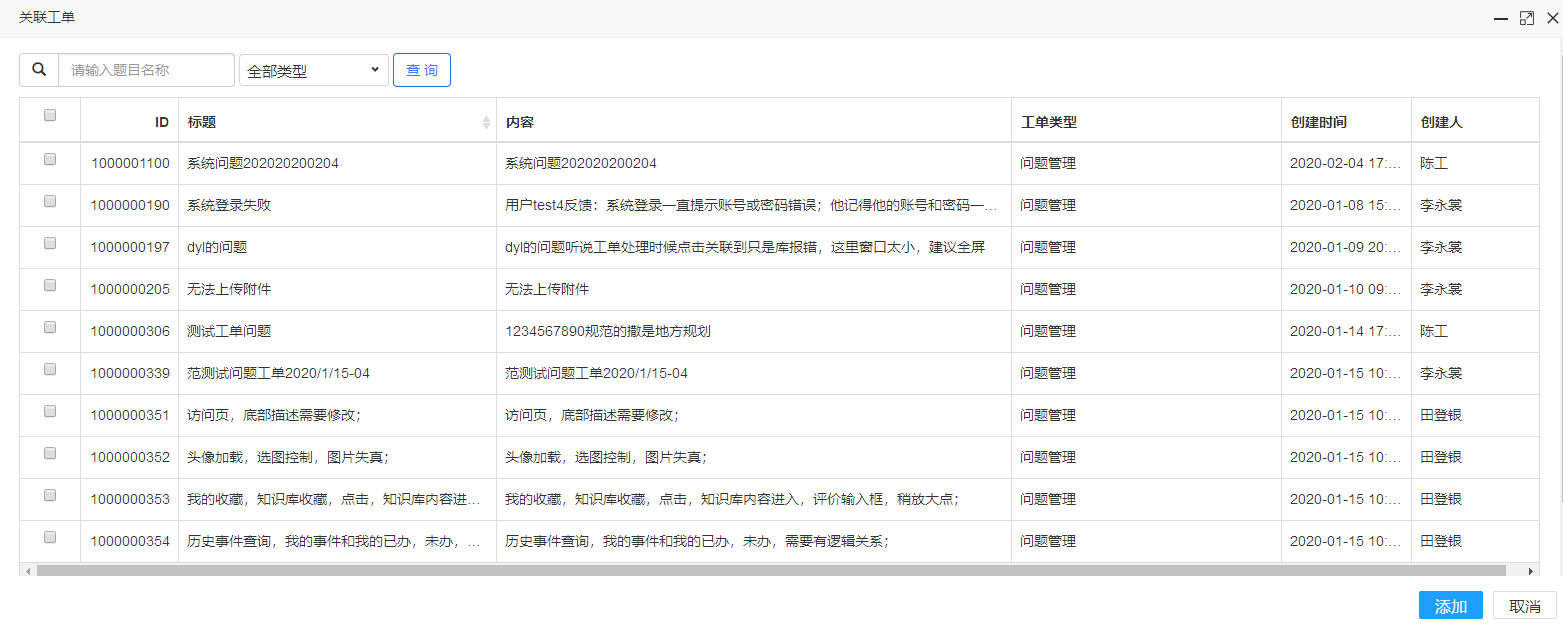 关联工单
请输入题目名称 全部类型 查 询
ID 标题 内容 工单类型 创建时间 创建人
1000001100 系统问题202020200204 系统问题202020200204 问题管理 2020-02-04 17:... 陈工
1000000190 系统登录失败 用户test4反馈：系统登录一直提示账号或密码错误；他记得他的账号和密码一... 问题管理 2020-01-08 15:... 李永裳
1000000197 dyl的问题 dyl的问题听说工单处理时候点击关联到只是库报错，这里窗口太小，建议全屏 问题管理 2020-01-09 20:... 李永裳
1000000205 无法上传附件 无法上传附件 问题管理 2020-01-10 09:... 李永裳
1000000306 测试工单问题 1234567890规范的撒是地方规划 问题管理 2020-01-14 17:... 陈工
1000000339 范测试问题工单2020/1/15-04 范测试问题工单2020/1/15-04 问题管理 2020-01-15 10:... 李永裳
1000000351 访问页，底部描述需要修改； 访问页，底部描述需要修改； 问题管理 2020-01-15 10:... 田登银
1000000352 头像加载，选图控制，图片失真； 头像加载，选图控制，图片失真； 问题管理 2020-01-15 10:... 田登银
1000000353 我的收藏，知识库收藏，点击，知识库内容进... 我的收藏，知识库收藏，点击，知识库内容进入，评价输入框，稍放大点； 问题管理 2020-01-15 10:... 田登银
1000000354 历史事件查询，我的事件和我的已办，未办，... 历史事件查询，我的事件和我的已办，未办，需要有逻辑关系； 问题管理 2020-01-15 10:... 田登银
添加 取消